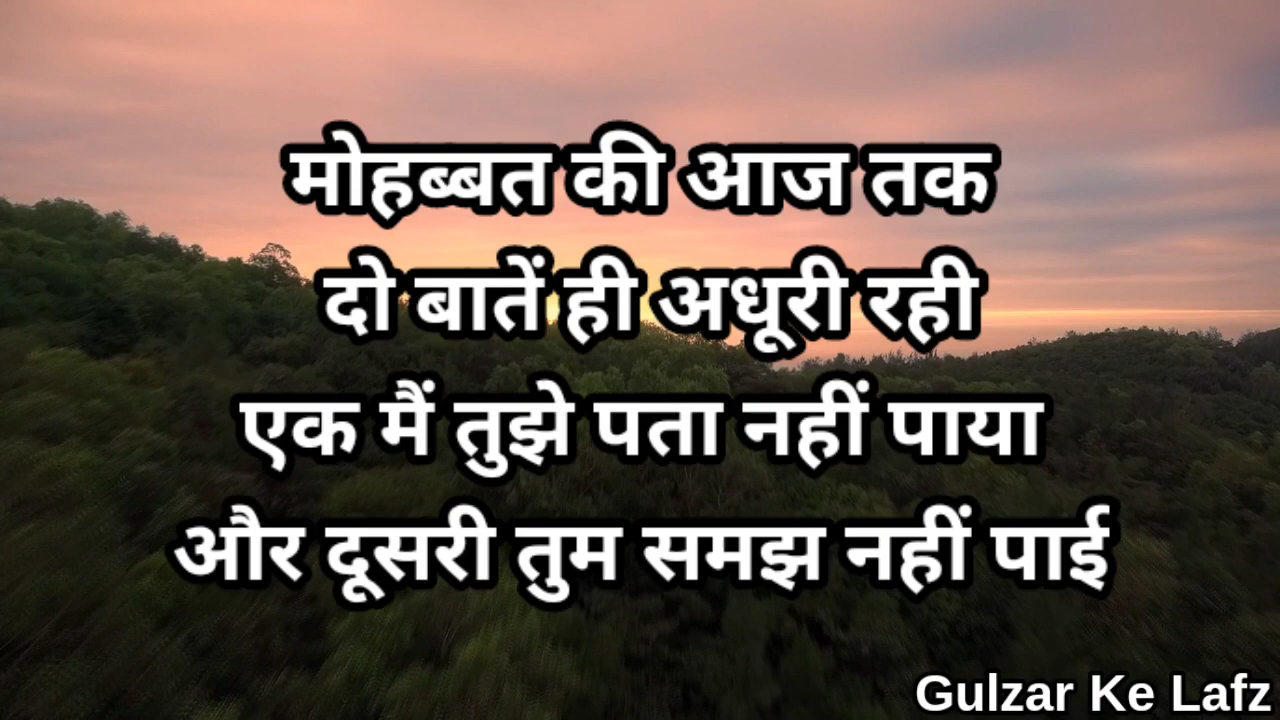 मोहब्बत की आज तक
दो बातें ही अधूरी रही
एक मैं तुझे पता नहीं पाया
और दूसरी तुम समझ नहीं पाई
Gulzar Ke Lafz